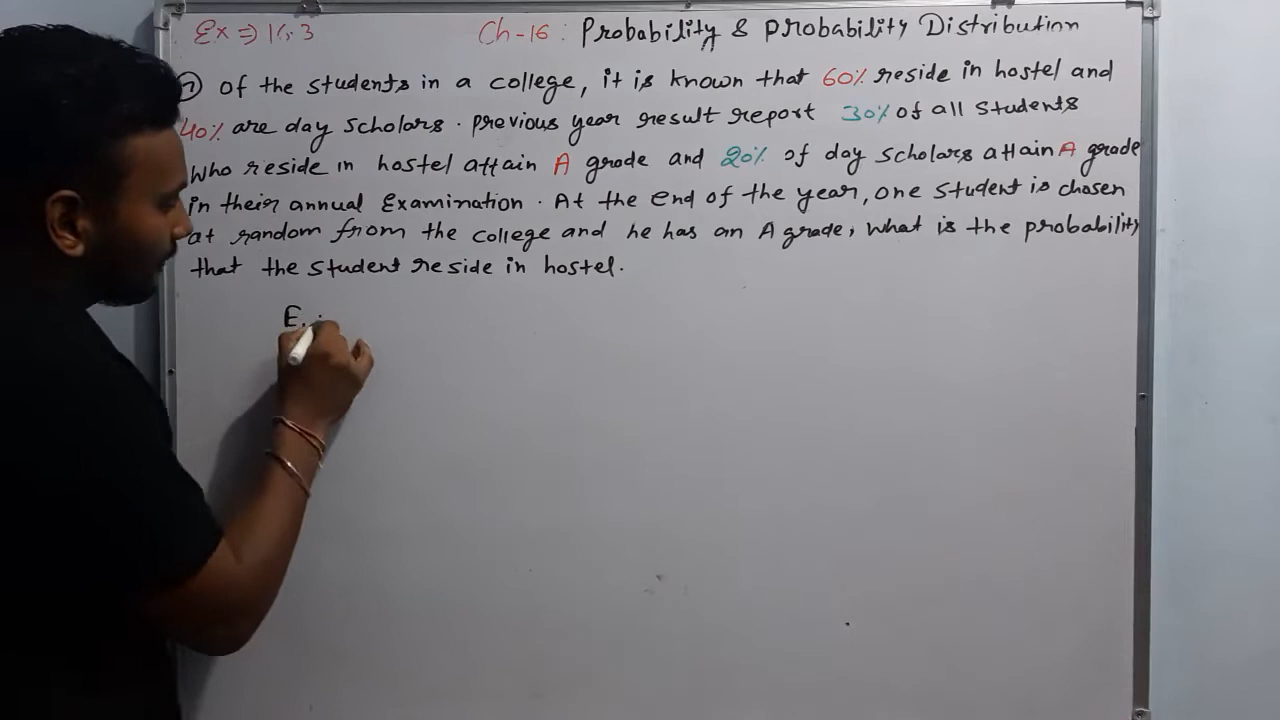 Ex ⇒ 16.3 Ch-16 : Probability & Probability Distribution
⑦ of the students in a college, it is known that 60% reside in hostel and
40% are day scholars. previous year result report 30% of all students
who reside in hostel attain A grade and 20% of day scholars attain A grade
in their annual Examination. At the end of the year, one student is chosen
at random from the college and he has an A grade, what is the probability
that the student reside in hostel.
E₁ :